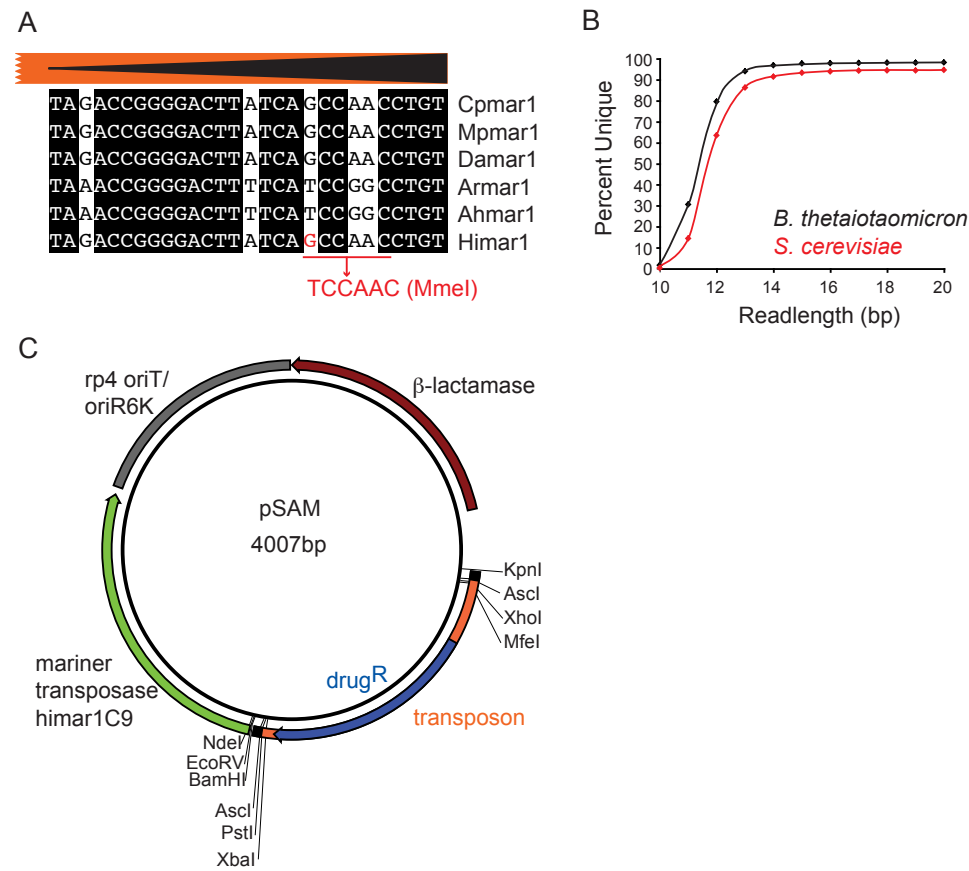 A
TAGACCGGGGACTTATCAGCCAACCTGT Cpmar1
TAGACCGGGGACTTATCAGCCAACCTGT Mpmar1
TAGACCGGGGACTTATCAGCCAACCTGT Damar1
TAAACCGGGGACTTTTCATCCGGCCTGT Armar1
TAAACCGGGGACTTTTCATCCGGCCTGT Ahmar1
TAGACCGGGGACTTATCAGCCAACCTGT Himar1
TCCAAC (MmeI)
B
Percent Unique
100
90
80
70
60
50
40
30
20
10
0
10 12 14 16 18 20
Readlength (bp)
B. thetaiotaomicron
S. cerevisiae
C
rp4 oriT/
oriR6K
β-lactamase
pSAM
4007bp
KpnI
AscI
XhoI
MfeI
mariner
transposase
himar1C9
drugR
transposon
NdeI
EcoRV
BamHI
AscI
PstI
XbaI